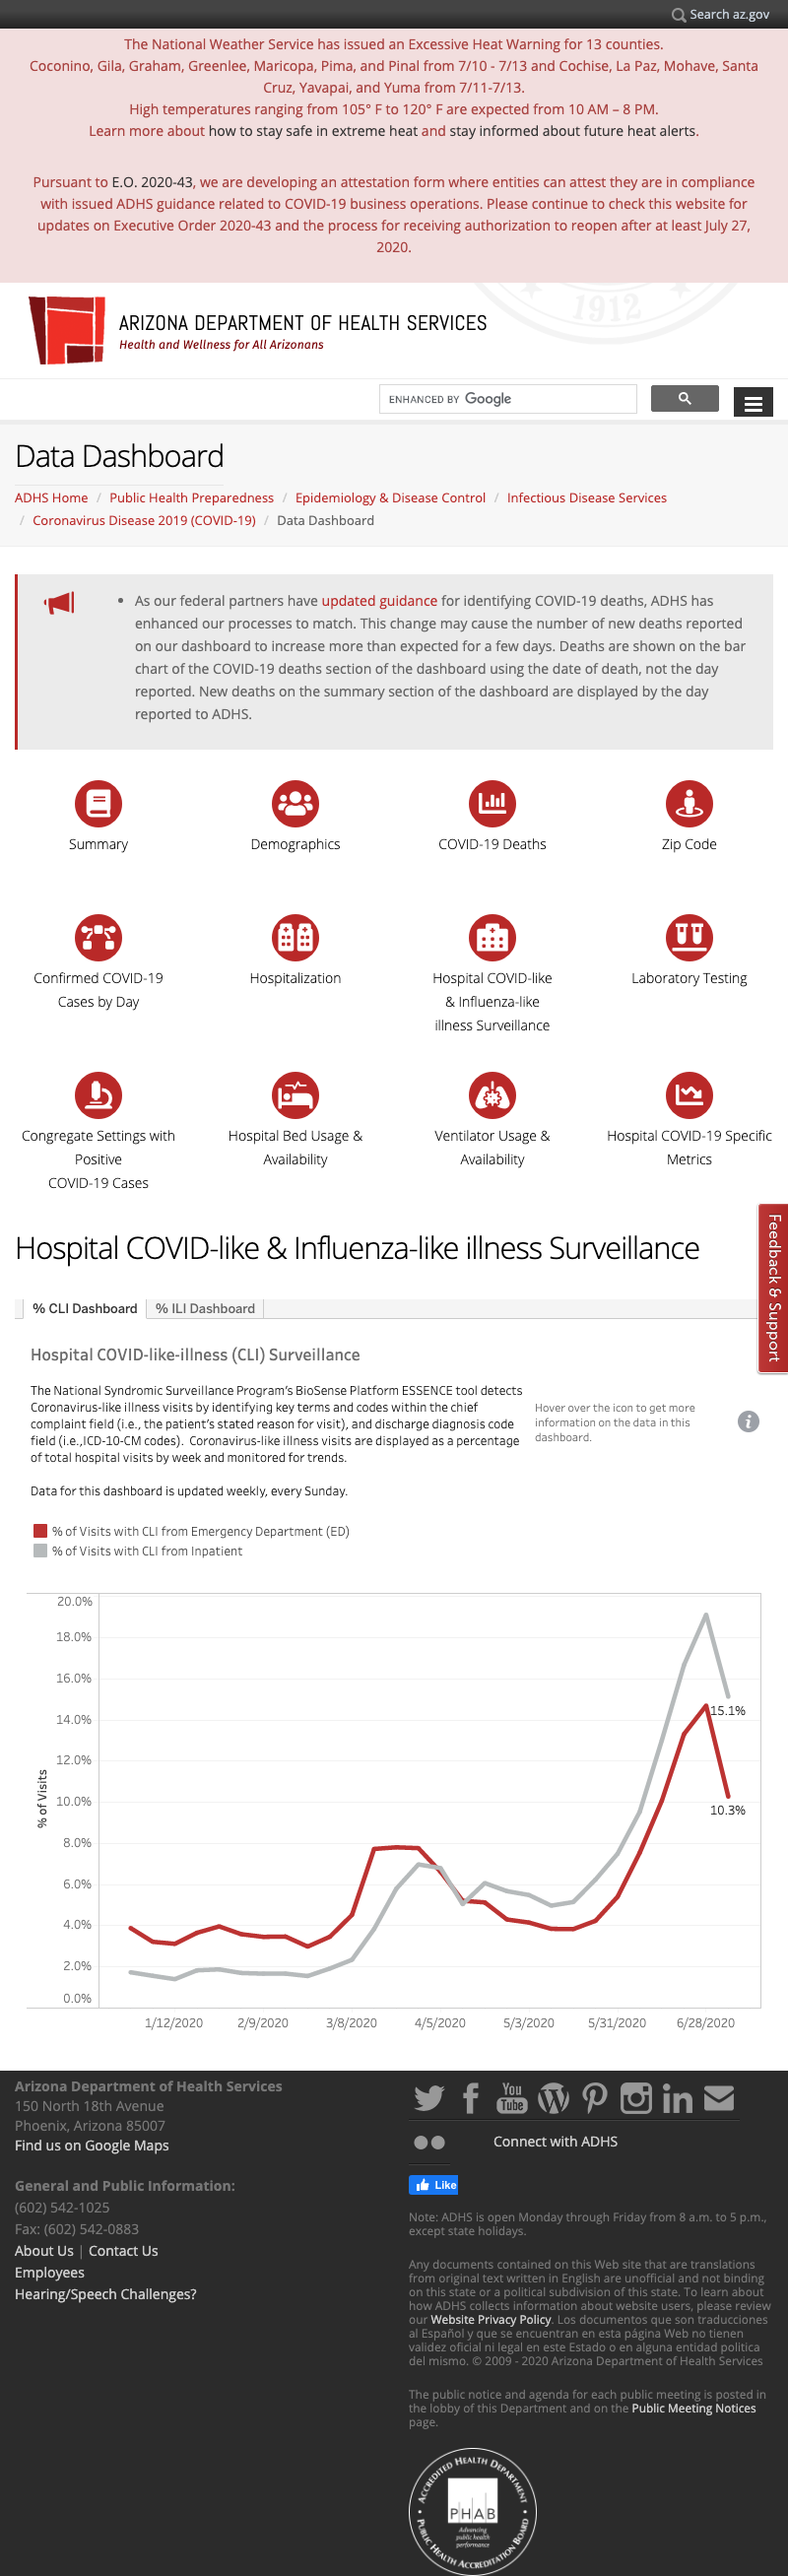 Search az.gov
The National Weather Service has issued an Excessive Heat Warning for 13 counties.
Coconino, Gila, Graham, Greenlee, Maricopa, Pima, and Pinal from 7/10 - 7/13 and Cochise, La Paz, Mohave, Santa
Cruz, Yavapai, and Yuma from 7/11-7/13.
High temperatures ranging from 105° F to 120° F are expected from 10 AM – 8 PM.
Learn more about how to stay safe in extreme heat and stay informed about future heat alerts.
Pursuant to E.O. 2020-43, we are developing an attestation form where entities can attest they are in compliance
with issued ADHS guidance related to COVID-19 business operations. Please continue to check this website for
updates on Executive Order 2020-43 and the process for receiving authorization to reopen after at least July 27,
2020.
1912
ARIZONA DEPARTMENT OF HEALTH SERVICES
Health and Wellness for All Arizonans
ENHANCED BY Google
Data Dashboard
ADHS Home / Public Health Preparedness / Epidemiology & Disease Control / Infectious Disease Services
/ Coronavirus Disease 2019 (COVID-19) / Data Dashboard
• As our federal partners have updated guidance for identifying COVID-19 deaths, ADHS has
enhanced our processes to match. This change may cause the number of new deaths reported
on our dashboard to increase more than expected for a few days. Deaths are shown on the bar
chart of the COVID-19 deaths section of the dashboard using the date of death, not the day
reported. New deaths on the summary section of the dashboard are displayed by the day
reported to ADHS.
Summary
Demographics
COVID-19 Deaths
Zip Code
Confirmed COVID-19
Cases by Day
Hospitalization
Hospital COVID-like
& Influenza-like
illness Surveillance
Laboratory Testing
Congregate Settings with
Positive
COVID-19 Cases
Hospital Bed Usage &
Availability
Ventilator Usage &
Availability
Hospital COVID-19 Specific
Metrics
Feedback & Support
Hospital COVID-like & Influenza-like illness Surveillance
% CLI Dashboard
% ILI Dashboard
Hospital COVID-like-illness (CLI) Surveillance
The National Syndromic Surveillance Program's BioSense Platform ESSENCE tool detects
Coronavirus-like illness visits by identifying key terms and codes within the chief
complaint field (i.e., the patient's stated reason for visit), and discharge diagnosis code
field (i.e.,ICD-10-CM codes). Coronavirus-like illness visits are displayed as a percentage
of total hospital visits by week and monitored for trends.
Data for this dashboard is updated weekly, every Sunday.
Hover over the icon to get more
information on the data in this
dashboard.
% of Visits with CLI from Emergency Department (ED)
% of Visits with CLI from Inpatient
% of Visits
20.0%
18.0%
16.0%
14.0%
12.0%
10.0%
8.0%
6.0%
4.0%
2.0%
0.0%
15.1%
10.3%
1/12/2020
2/9/2020
3/8/2020
4/5/2020
5/3/2020
5/31/2020
6/28/2020
Arizona Department of Health Services
150 North 18th Avenue
Phoenix, Arizona 85007
Find us on Google Maps
General and Public Information:
(602) 542-1025
Fax: (602) 542-0883
About Us | Contact Us
Employees
Hearing/Speech Challenges?
You
Tube
Connect with ADHS
Like
Note: ADHS is open Monday through Friday from 8 a.m. to 5 p.m.,
except state holidays.
Any documents contained on this Web site that are translations
from original text written in English are unofficial and not binding
on this state or a political subdivision of this state. To learn about
how ADHS collects information about website users, please review
our Website Privacy Policy. Los documentos que son traducciones
al Español y que se encuentran en esta página Web no tienen
validez oficial ni legal en este Estado o en alguna entidad politica
del mismo. © 2009 - 2020 Arizona Department of Health Services
The public notice and agenda for each public meeting is posted in
the lobby of this Department and on the Public Meeting Notices
page.
ACCREDITED HEALTH DEPARTMENT
PHAB
Advancing
public health
performance
PUBLIC HEALTH ACCREDITATION BOARD